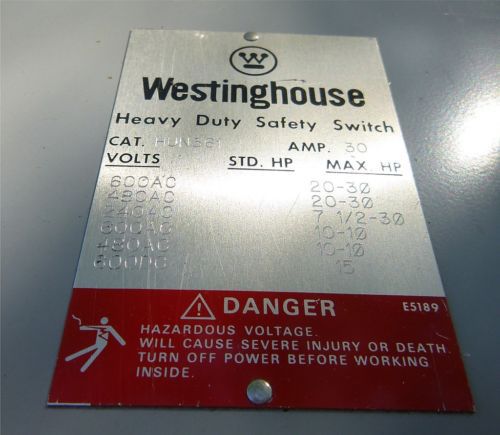 W
Westinghouse
Heavy Duty Safety Switch
CAT. HUN361 AMP. 30
VOLTS STD. HP MAX. HP
600AC 20-30
480AC 20-30
240AC 7 1/2-30
600AC 10-10
480AC 10-10
600DC 15
DANGER E5189
HAZARDOUS VOLTAGE.
WILL CAUSE SEVERE INJURY OR DEATH.
TURN OFF POWER BEFORE WORKING
INSIDE.